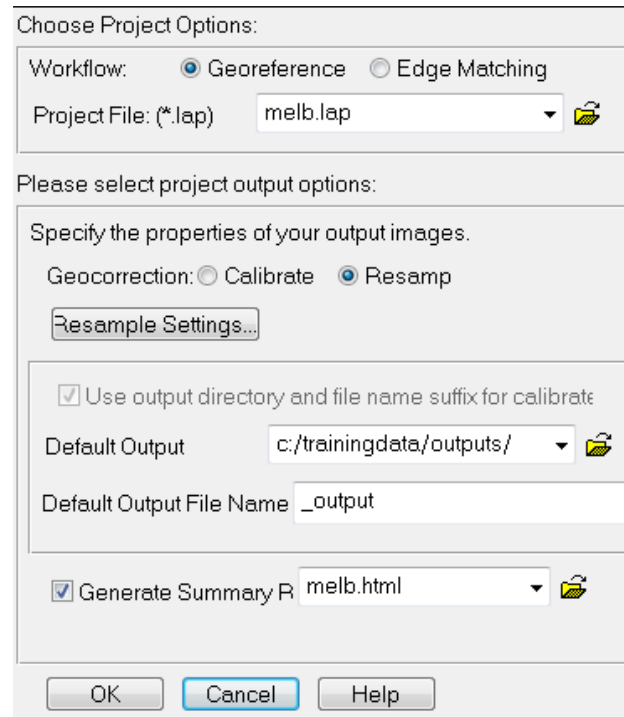 Choose Project Options:
Workflow: Georeference Edge Matching
Project File: (*.lap) melb.lap
Please select project output options:
Specify the properties of your output images.
Geocorrection: Calibrate Resamp
Resample Settings...
Use output directory and file name suffix for calibrate
Default Output c:/trainingdata/outputs/
Default Output File Name _output
Generate Summary R melb.html
OK Cancel Help